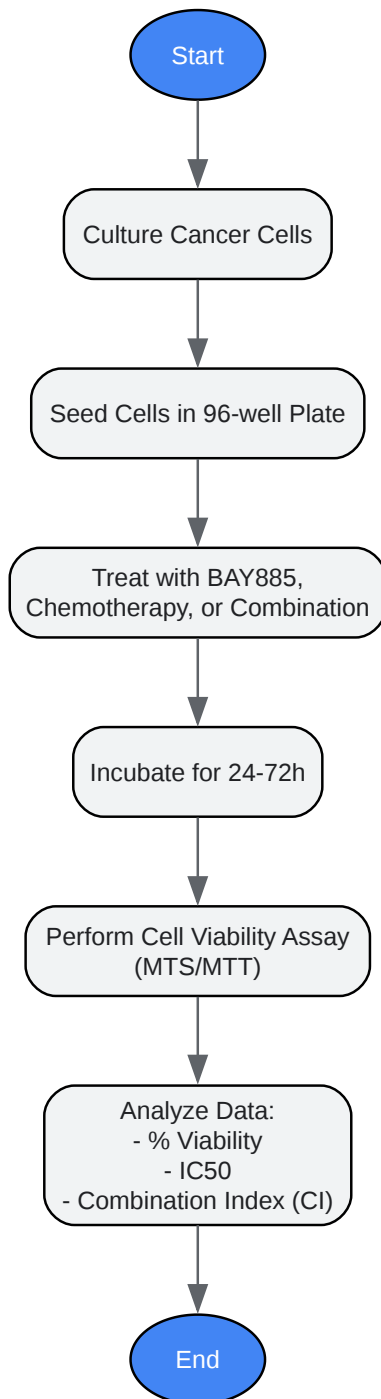 Start
Culture Cancer Cells
Seed Cells in 96-well Plate
Treat with BAY885,
Chemotherapy, or Combination
Incubate for 24-72h
Perform Cell Viability Assay
(MTS/MTT)
Analyze Data:
- % Viability
- IC50
- Combination Index (CI)
End